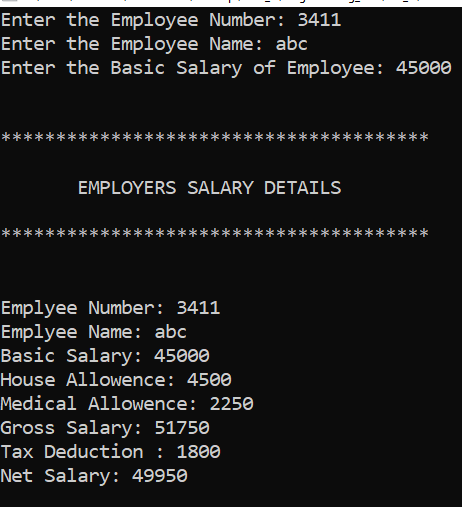 Enter the Employee Number: 3411
Enter the Employee Name: abc
Enter the Basic Salary of Employee: 45000
***************************************
EMPLOYERS SALARY DETAILS
***************************************
Emplyee Number: 3411
Emplyee Name: abc
Basic Salary: 45000
House Allowence: 4500
Medical Allowence: 2250
Gross Salary: 51750
Tax Deduction : 1800
Net Salary: 49950